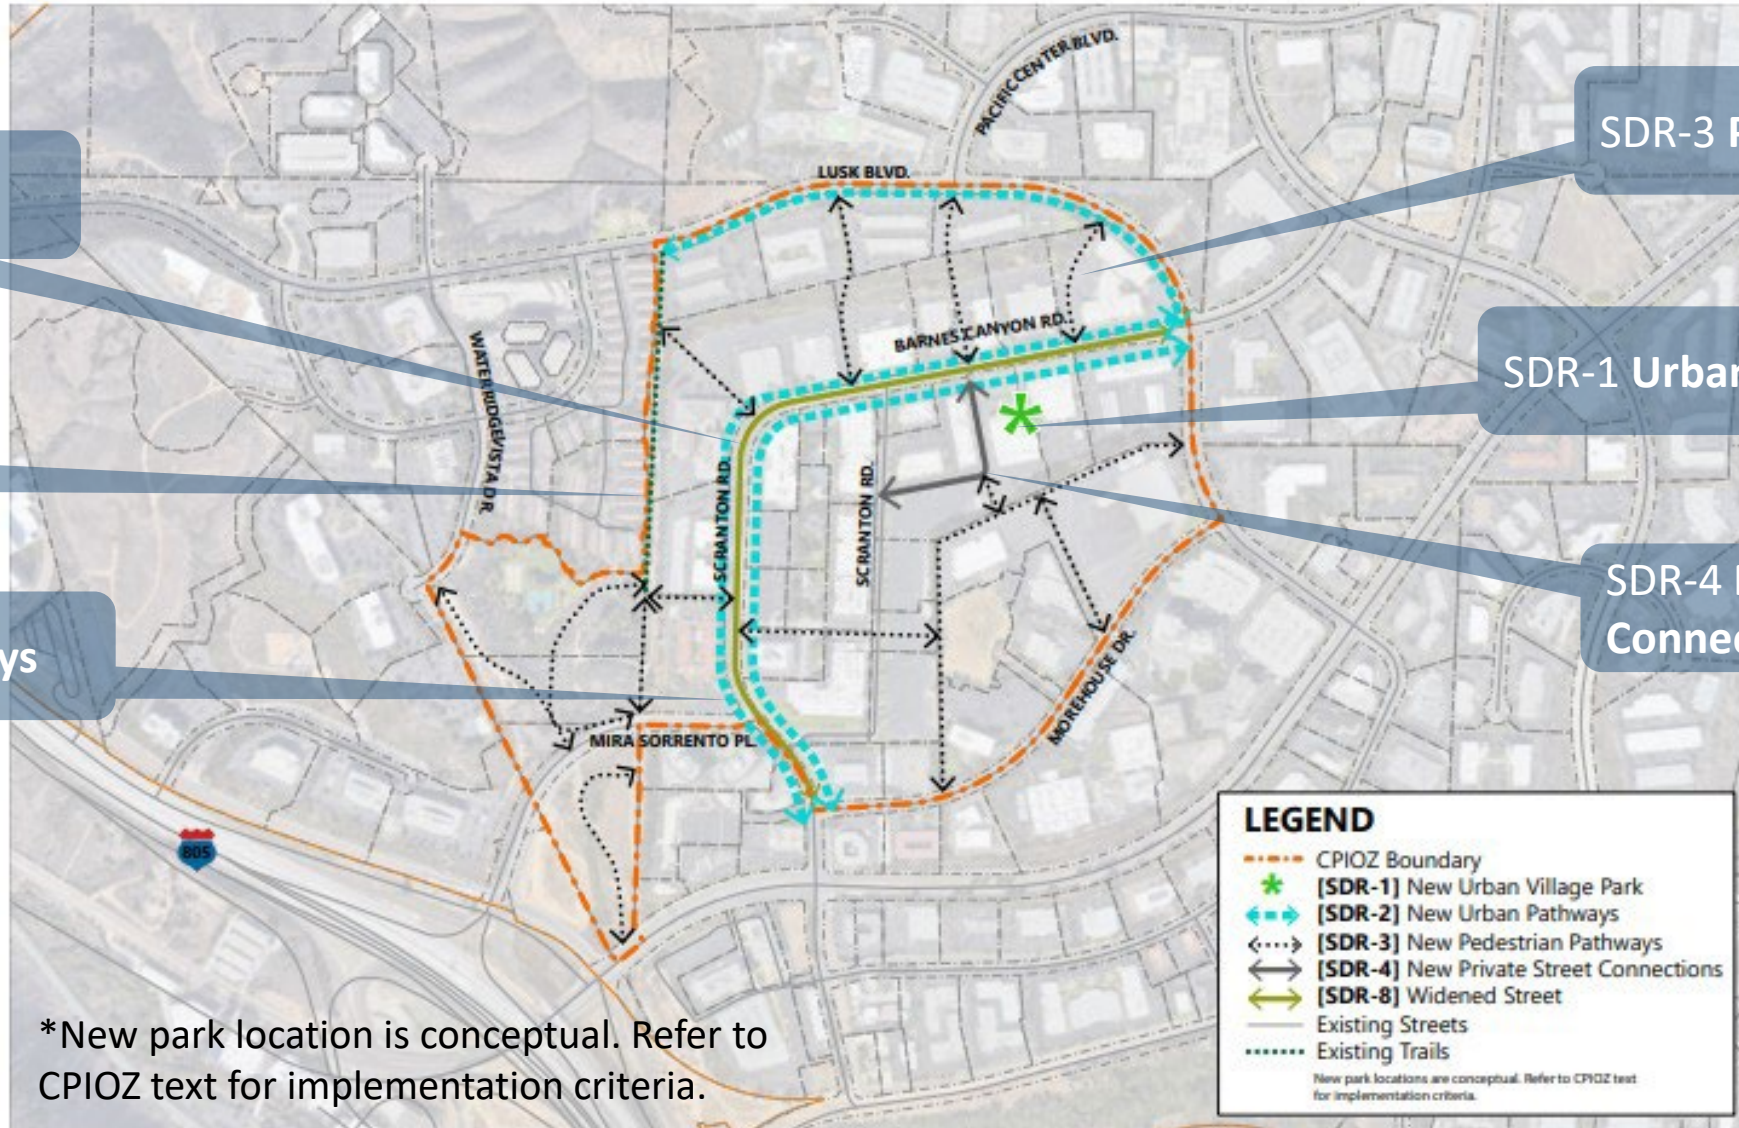 PACIFIC CENTER BLVD.
SDR-3
LUSK BLVD.
BARNES CANYON RD.
WATERIDGE VISTA DR.
SDR-1 Urban
SCRANTON RD.
SCRANTON RD.
SDR-4
Connec
ys
MOREHOUSE DR.
MIRA SORRENTO PL.
805
LEGEND
CPIOZ Boundary
[SDR-1] New Urban Village Park
[SDR-2] New Urban Pathways
[SDR-3] New Pedestrian Pathways
[SDR-4] New Private Street Connections
[SDR-8] Widened Street
Existing Streets
Existing Trails
New park locations are conceptual. Refer to CPIOZ text
for implementation criteria.
*New park location is conceptual. Refer to
CPIOZ text for implementation criteria.